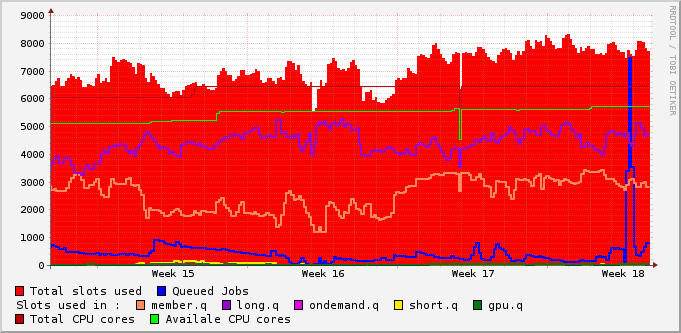 9000
8000
7000
6000
5000
4000
3000
2000
1000
0
Week 15 Week 16 Week 17 Week 18
RRDTOOL / TOBI OETIKER
Total slots used Queued Jobs
Slots used in : member.q long.q ondemand.q short.q gpu.q
Total CPU cores Availale CPU cores